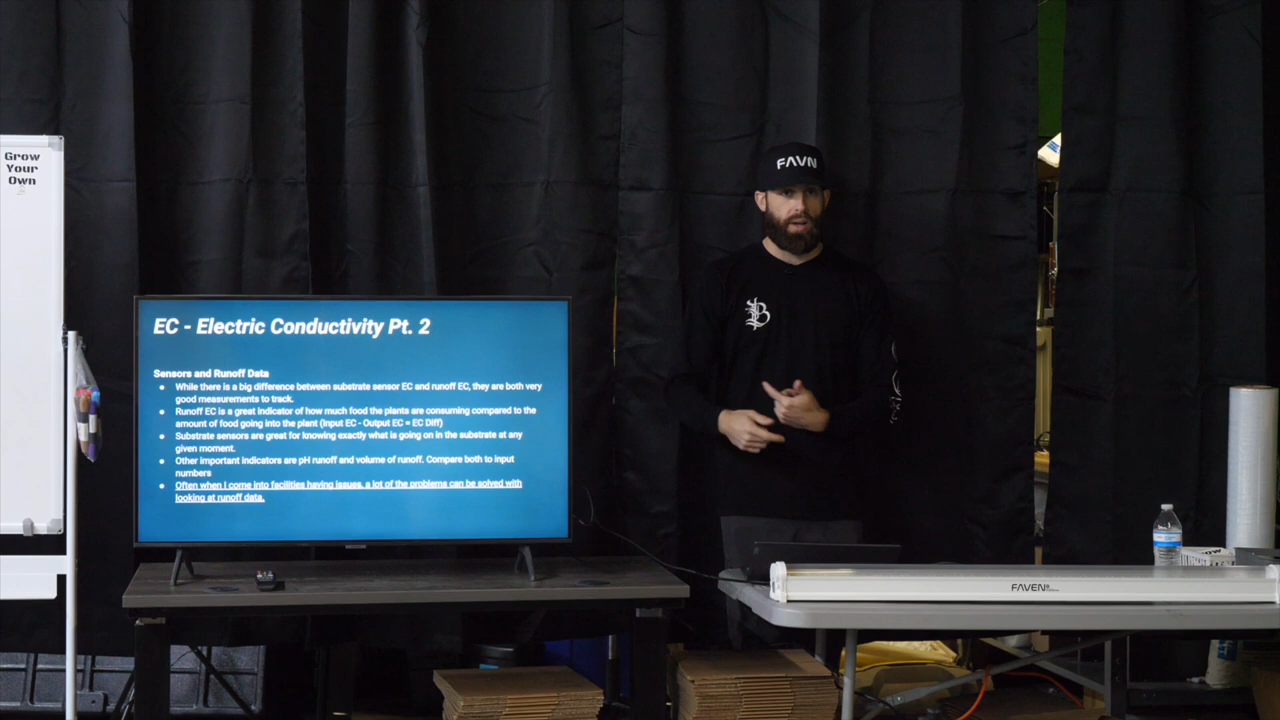 Grow
Your
Own
FAVN
B
EC - Electric Conductivity Pt. 2
Sensors and Runoff Data
● While there is a big difference between substrate sensor EC and runoff EC, they are both very
good measurements to track.
● Runoff EC is a great indicator of how much food the plants are consuming compared to the
amount of food going into the plant (Input EC - Output EC = EC Diff)
● Substrate sensors are great for knowing exactly what is going on in the substrate at any
given moment.
● Other important indicators are pH runoff and volume of runoff. Compare both to input
numbers
● Often when I come into facilities having issues, a lot of the problems can be solved with
looking at runoff data.
FAVEN